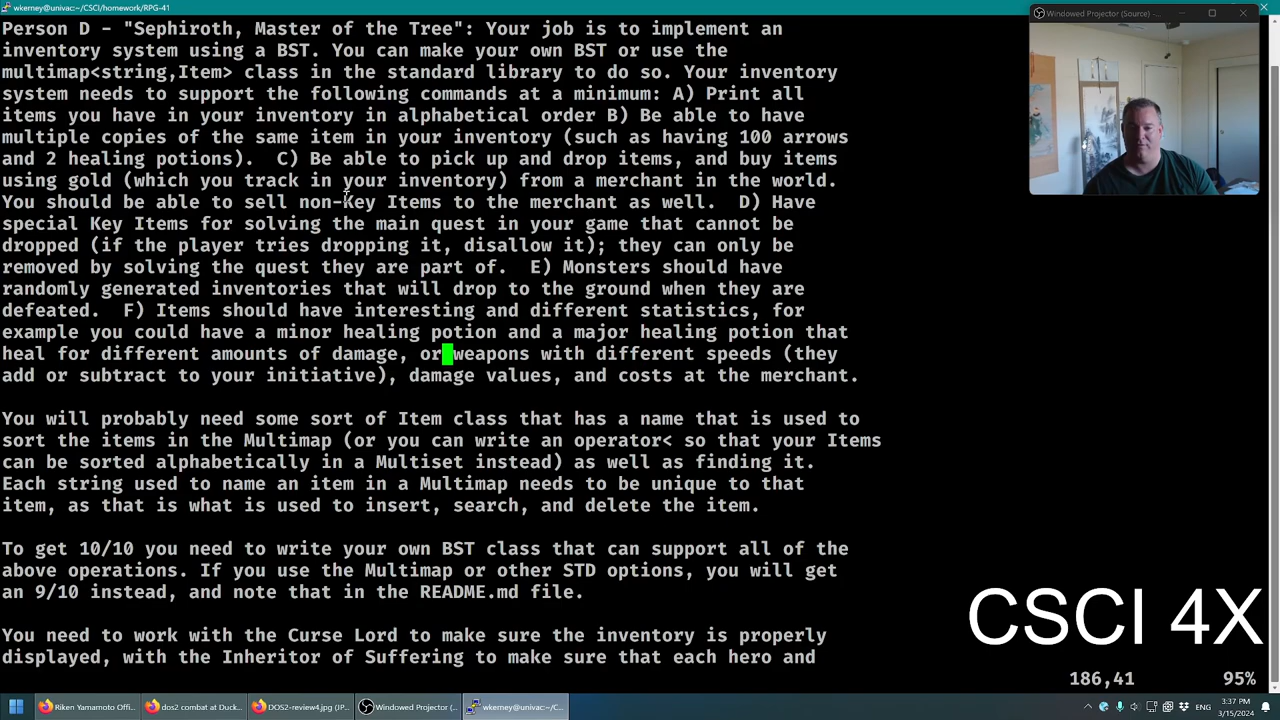 wkerney@univac:~/CSCI/homework/RPG-41
Windowed Projector (Source) -...
Person D - "Sephiroth, Master of the Tree": Your job is to implement an
inventory system using a BST. You can make your own BST or use the
multimap<string,Item> class in the standard library to do so. Your inventory
system needs to support the following commands at a minimum: A) Print all
items you have in your inventory in alphabetical order B) Be able to have
multiple copies of the same item in your inventory (such as having 100 arrows
and 2 healing potions).  C) Be able to pick up and drop items, and buy items
using gold (which you track in your inventory) from a merchant in the world.
You should be able to sell non-Key Items to the merchant as well.  D) Have
special Key Items for solving the main quest in your game that cannot be
dropped (if the player tries dropping it, disallow it); they can only be
removed by solving the quest they are part of.  E) Monsters should have
randomly generated inventories that will drop to the ground when they are
defeated.  F) Items should have interesting and different statistics, for
example you could have a minor healing potion and a major healing potion that
heal for different amounts of damage, or weapons with different speeds (they
add or subtract to your initiative), damage values, and costs at the merchant.
You will probably need some sort of Item class that has a name that is used to
sort the items in the Multimap (or you can write an operator< so that your Items
can be sorted alphabetically in a Multiset instead) as well as finding it.
Each string used to name an item in a Multimap needs to be unique to that
item, as that is what is used to insert, search, and delete the item.
To get 10/10 you need to write your own BST class that can support all of the
above operations. If you use the Multimap or other STD options, you will get
an 9/10 instead, and note that in the README.md file.
You need to work with the Curse Lord to make sure the inventory is properly
displayed, with the Inheritor of Suffering to make sure that each hero and
CSCI 4X
186,41 95%
Riken Yamamoto Offi...
dos2 combat at Duck...
DOS2-review4.jpg (JP...
Windowed Projector (...
wkerney@univac:~/C...
3:37 PM
3/15/2024